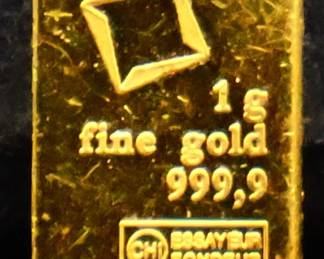 1 g
fine gold
999,9
CHI ESSAYEUR
FONDEUR